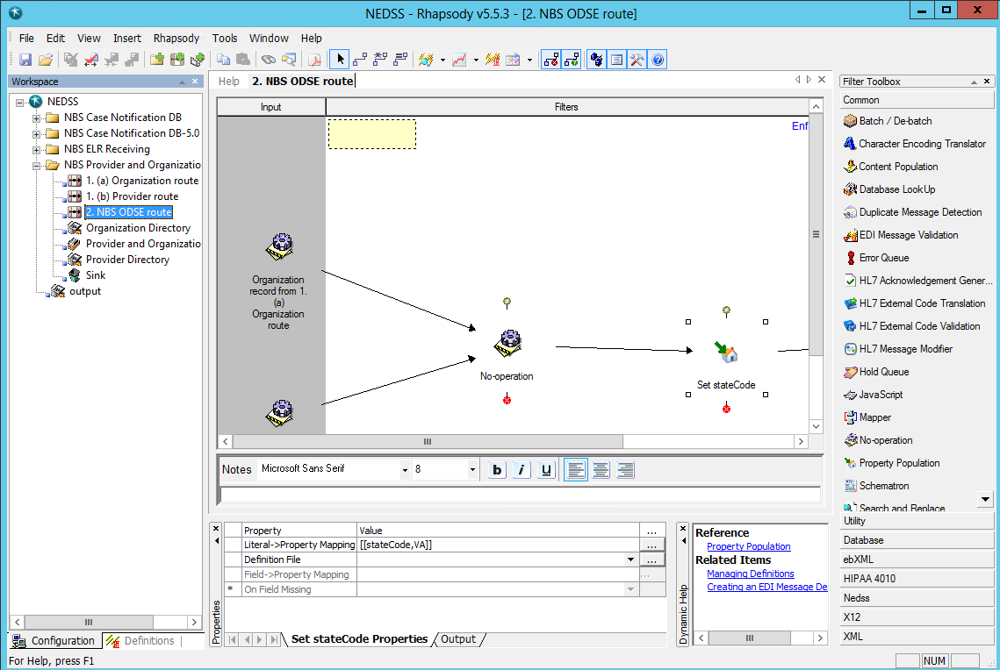 NEDSS - Rhapsody v5.5.3 - [2. NBS ODSE route]
File Edit View Insert Rhapsody Tools Window Help
Workspace
NEDSS
NBS Case Notification DB
NBS Case Notification DB-5.0
NBS ELR Receiving
NBS Provider and Organizatio
1. (a) Organization route
1. (b) Provider route
2. NBS ODSE route
Organization Directory
Provider and Organizatio
Provider Directory
Sink
output
Configuration Definitions
Help 2. NBS ODSE route
Input Filters
Enf
Organization
record from 1.
(a)
Organization
route
No-operation
Set stateCode
Notes Microsoft Sans Serif 8 b i u
Properties
Property Value ...
Literal->Property Mapping [[stateCode,VA]] ...
Definition File ...
Field->Property Mapping ...
* On Field Missing
Set stateCode Properties Output
Dynamic Help
Reference
Property Population
Related Items
Managing Definitions
Creating an EDI Message De
Filter Toolbox
Common
Batch / De-batch
Character Encoding Translator
Content Population
Database LookUp
Duplicate Message Detection
EDI Message Validation
Error Queue
HL7 Acknowledgement Gener...
HL7 External Code Translation
HL7 External Code Validation
HL7 Message Modifier
Hold Queue
JavaScript
Mapper
No-operation
Property Population
Schematron
Search and Replace
Utility
Database
ebXML
HIPAA 4010
Nedss
X12
XML
For Help, press F1 NUM